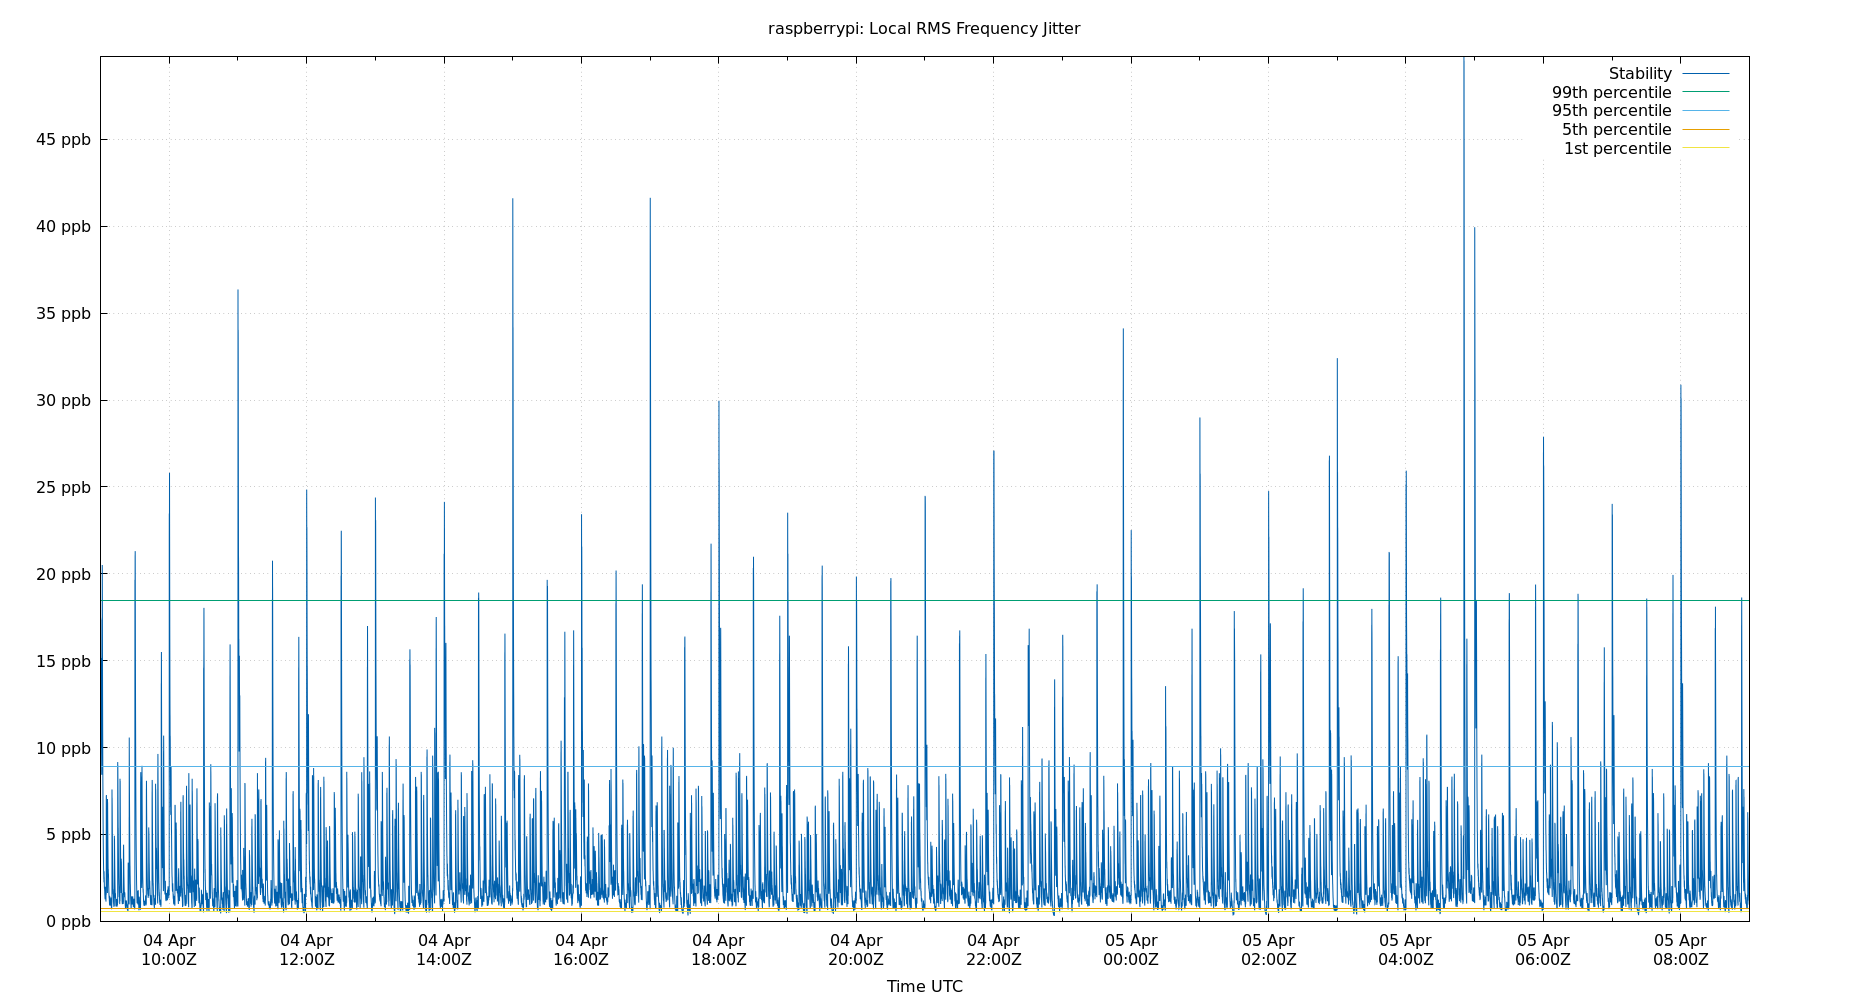 raspberrypi: Local RMS Frequency Jitter
Stability
99th percentile
95th percentile
5th percentile
1st percentile
45 ppb
40 ppb
35 ppb
30 ppb
25 ppb
20 ppb
15 ppb
10 ppb
5 ppb
0 ppb
04 Apr 04 Apr 04 Apr 04 Apr 04 Apr 04 Apr 04 Apr 05 Apr 05 Apr 05 Apr 05 Apr 05 Apr
10:00Z 12:00Z 14:00Z 16:00Z 18:00Z 20:00Z 22:00Z 00:00Z 02:00Z 04:00Z 06:00Z 08:00Z
Time UTC